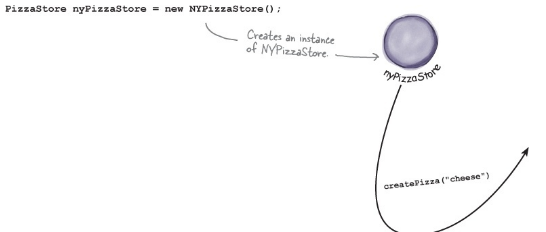 PizzaStore nyPizzaStore = new NYPizzaStore();
Creates an instance
of NYPizzaStore.
nyPizzaStore
createPizza("cheese")